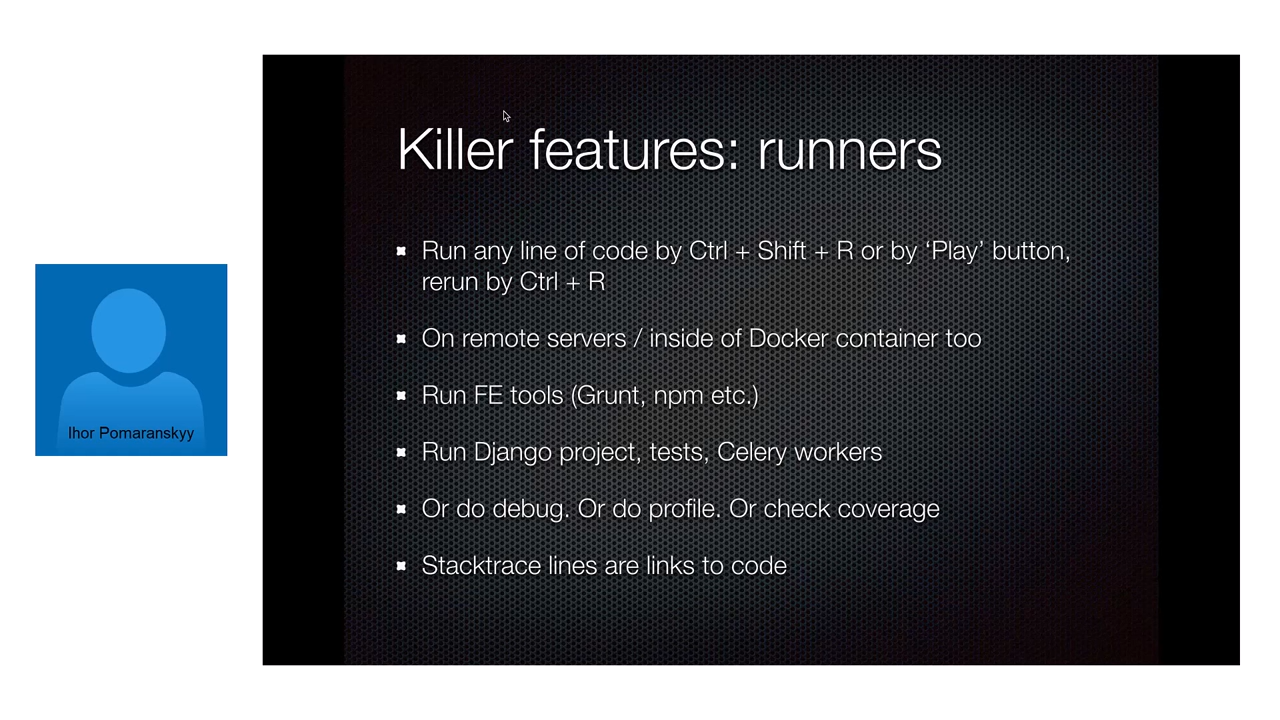 Killer features: runners
Run any line of code by Ctrl + Shift + R or by ‘Play’ button,
rerun by Ctrl + R
On remote servers / inside of Docker container too
Run FE tools (Grunt, npm etc.)
Run Django project, tests, Celery workers
Or do debug. Or do profile. Or check coverage
Stacktrace lines are links to code
Ihor Pomaranskyy